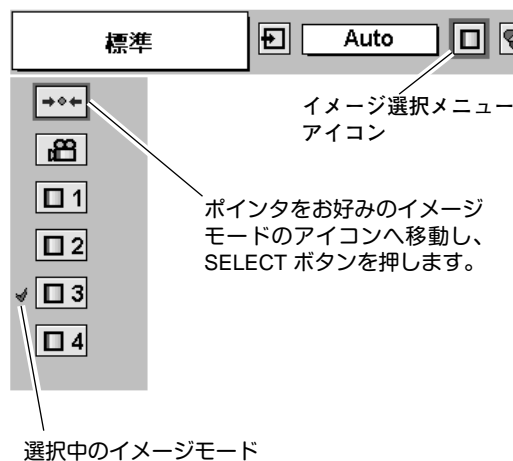 標準
Auto
イメージ選択メニュー
アイコン
1
ポインタをお好みのイメージ
モードのアイコンへ移動し、
SELECT ボタンを押します。
2
3
4
選択中のイメージモード